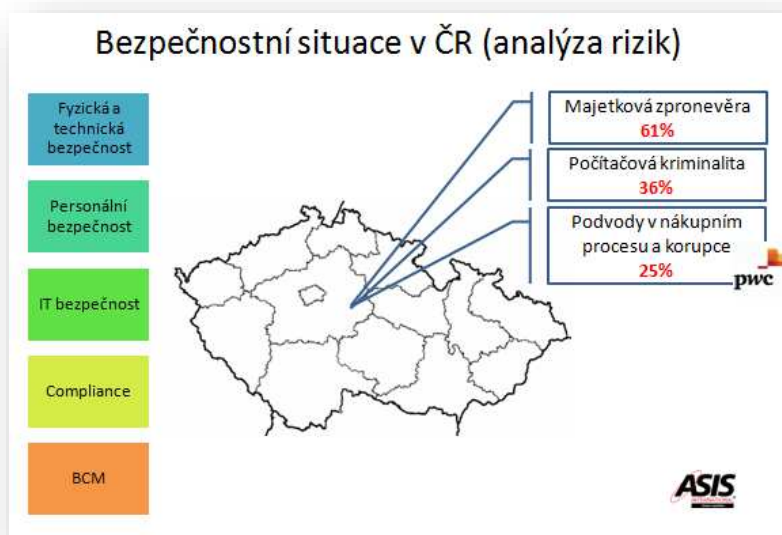 Bezpečnostní situace v ČR (analýza rizik)
Fyzická a
technická
bezpečnost
Personální
bezpečnost
IT bezpečnost
Compliance
BCM
Majetková zpronevěra
61%
Počítačová kriminalita
36%
Podvody v nákupním
procesu a korupce
25%
pwc
ASIS
INTERNATIONAL